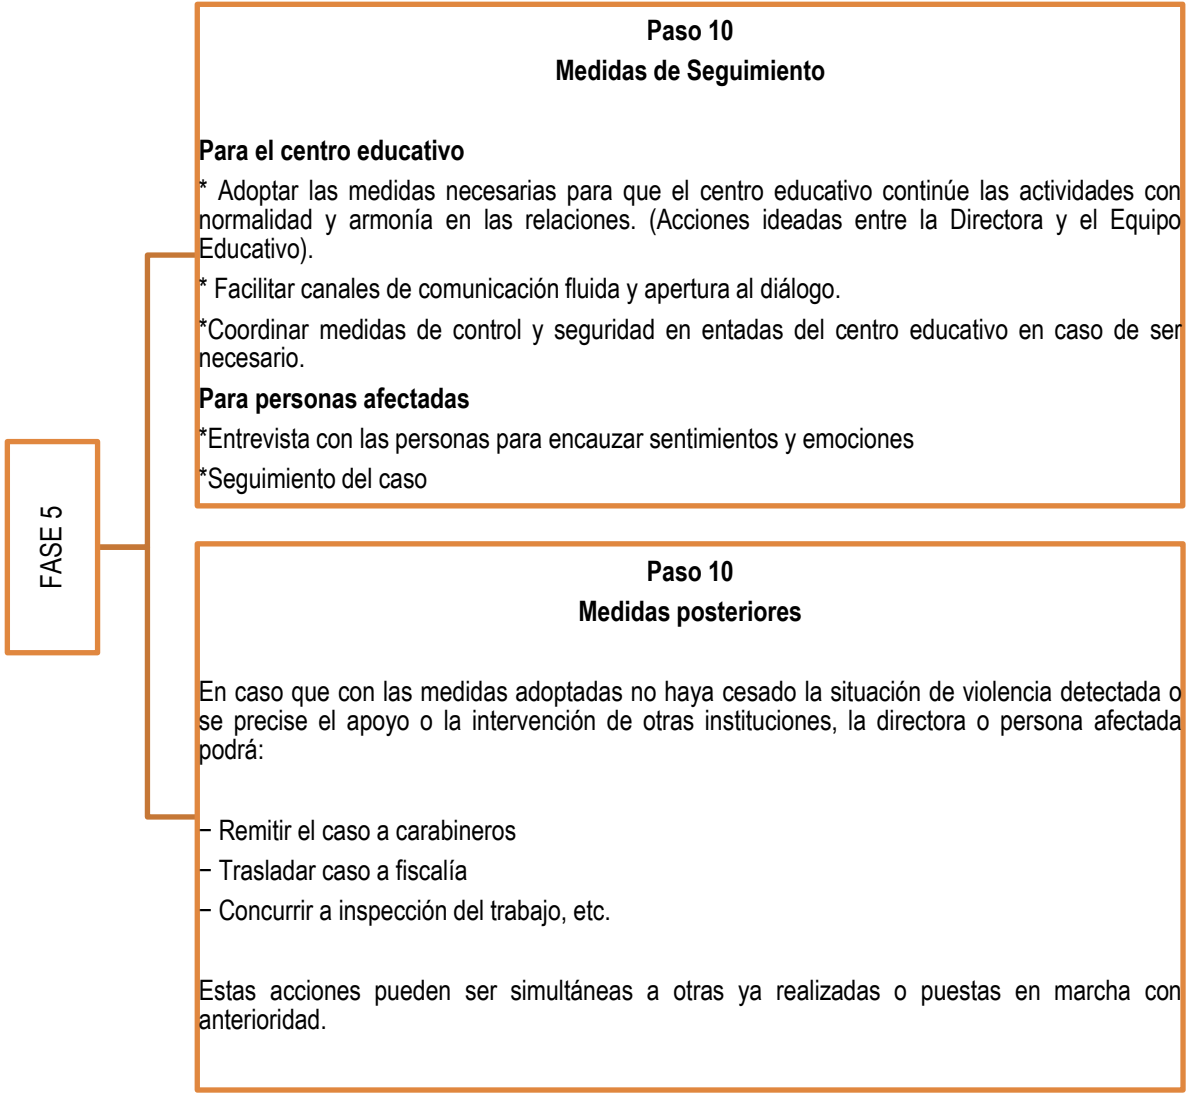 FASE 5
Paso 10
Medidas de Seguimiento
Para el centro educativo
* Adoptar las medidas necesarias para que el centro educativo continúe las actividades con
normalidad y armonía en las relaciones. (Acciones ideadas entre la Directora y el Equipo
Educativo).
* Facilitar canales de comunicación fluida y apertura al diálogo.
*Coordinar medidas de control y seguridad en entadas del centro educativo en caso de ser
necesario.
Para personas afectadas
*Entrevista con las personas para encauzar sentimientos y emociones
*Seguimiento del caso
Paso 10
Medidas posteriores
En caso que con las medidas adoptadas no haya cesado la situación de violencia detectada o
se precise el apoyo o la intervención de otras instituciones, la directora o persona afectada
podrá:
− Remitir el caso a carabineros
− Trasladar caso a fiscalía
− Concurrir a inspección del trabajo, etc.
Estas acciones pueden ser simultáneas a otras ya realizadas o puestas en marcha con
anterioridad.